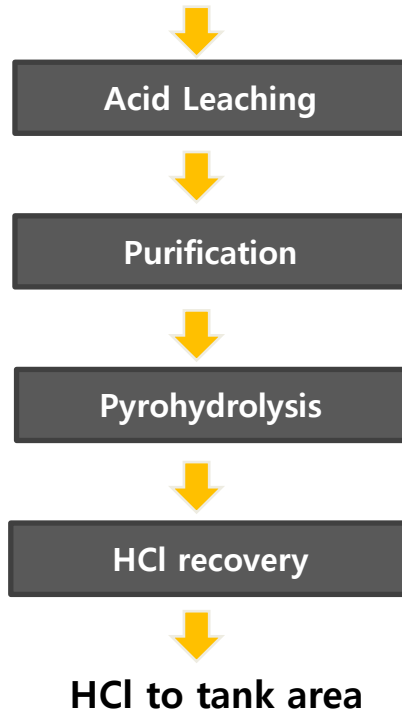 Acid Leaching
Purification
Pyrohydrolysis
HCl recovery
HCl to tank area